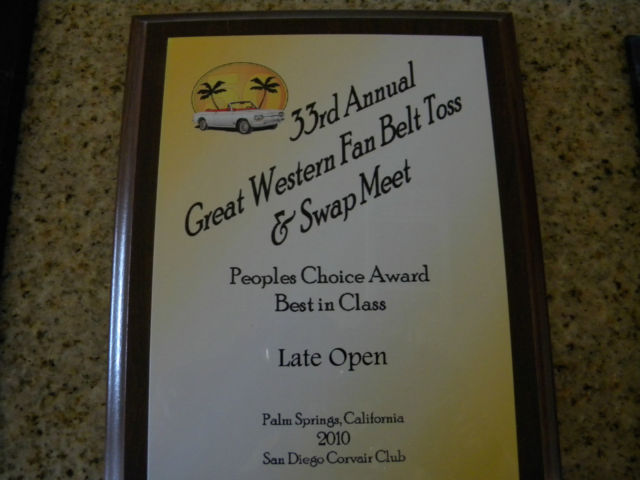 33rd Annual
Great Western Fan Belt Toss
& Swap Meet
Peoples Choice Award
Best in Class
Late Open
Palm Springs, California
2010
San Diego Corvair Club